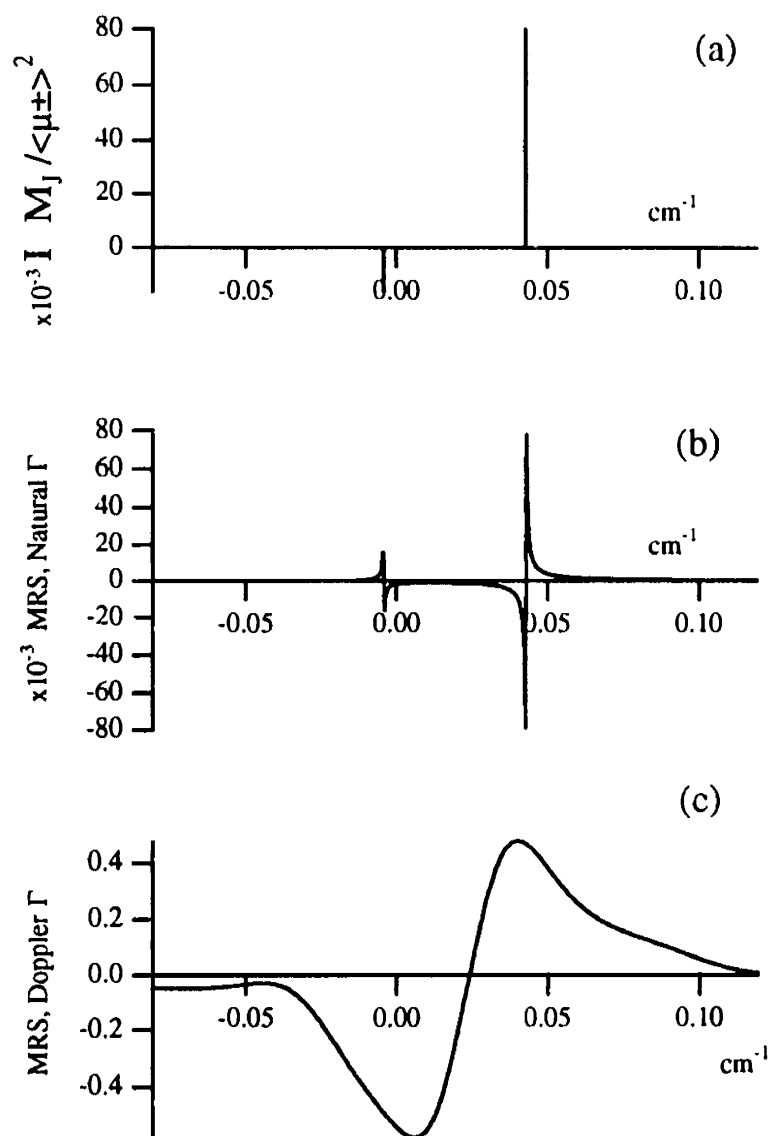 (a)
x10⁻³ I M_J /<μ±>²
80
60
40
20
0
cm⁻¹
-0.05 0.00 0.05 0.10
(b)
x10⁻³ MRS, Natural Γ
80
60
40
20
0
-20
-40
-60
-80
cm⁻¹
-0.05 0.00 0.05 0.10
(c)
MRS, Doppler Γ
0.4
0.2
0.0
-0.2
-0.4
-0.05 0.00 0.05 0.10
cm⁻¹